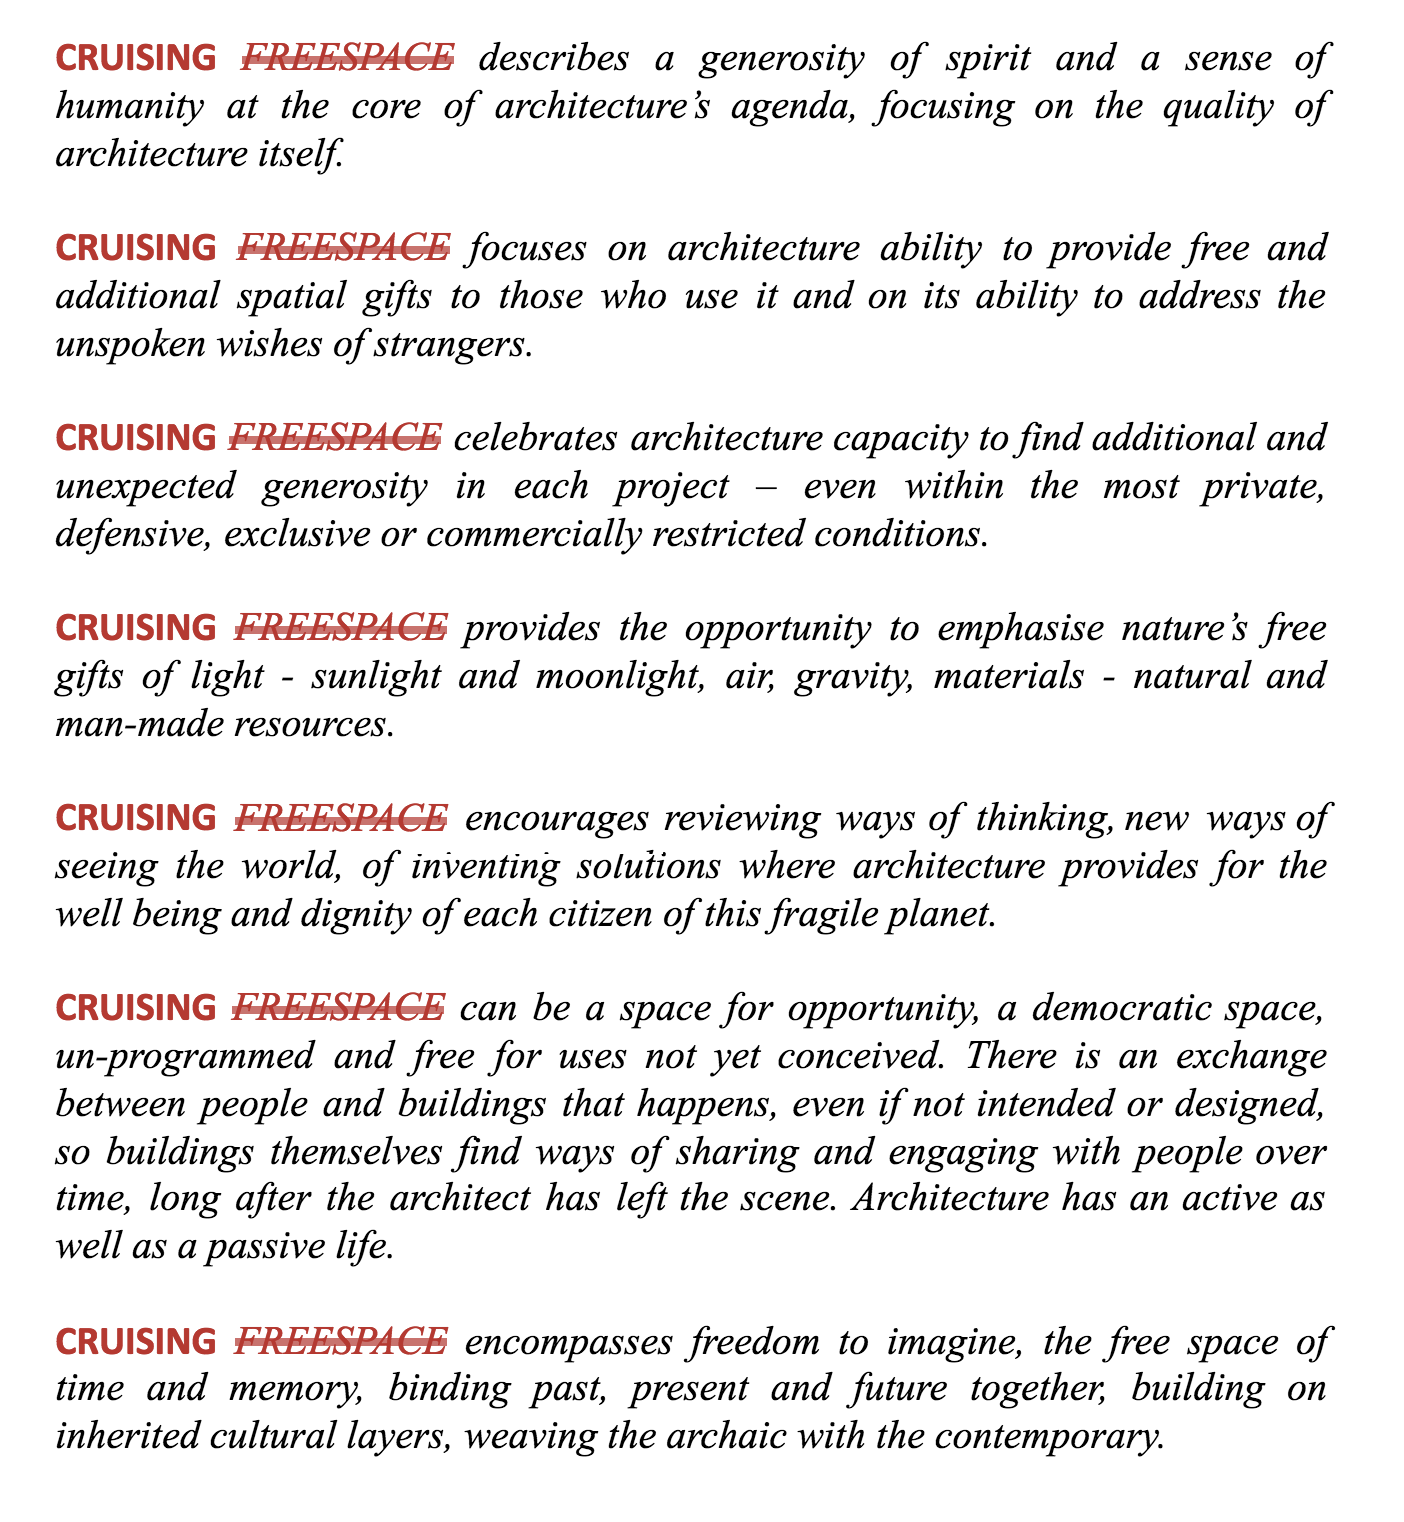 CRUISING FREESPACE describes a generosity of spirit and a sense of
humanity at the core of architecture’s agenda, focusing on the quality of
architecture itself.
CRUISING FREESPACE focuses on architecture ability to provide free and
additional spatial gifts to those who use it and on its ability to address the
unspoken wishes of strangers.
CRUISING FREESPACE celebrates architecture capacity to find additional and
unexpected generosity in each project – even within the most private,
defensive, exclusive or commercially restricted conditions.
CRUISING FREESPACE provides the opportunity to emphasise nature’s free
gifts of light - sunlight and moonlight, air, gravity, materials - natural and
man-made resources.
CRUISING FREESPACE encourages reviewing ways of thinking, new ways of
seeing the world, of inventing solutions where architecture provides for the
well being and dignity of each citizen of this fragile planet.
CRUISING FREESPACE can be a space for opportunity, a democratic space,
un-programmed and free for uses not yet conceived. There is an exchange
between people and buildings that happens, even if not intended or designed,
so buildings themselves find ways of sharing and engaging with people over
time, long after the architect has left the scene. Architecture has an active as
well as a passive life.
CRUISING FREESPACE encompasses freedom to imagine, the free space of
time and memory, binding past, present and future together, building on
inherited cultural layers, weaving the archaic with the contemporary.